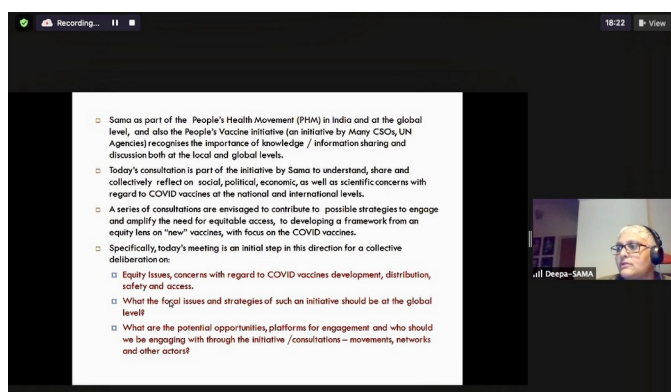 Recording...
18:22
View
Sama as part of the People's Health Movement (PHM) in India and at the global
level, and also the People's Vaccine initiative (an initiative by Many CSOs, UN
Agencies) recognises the importance of knowledge / information sharing and
discussion both at the local and global levels.
Today's consultation is part of the initiative by Sama to understand, share and
collectively reflect on social, political, economic, as well as scientific concerns with
regard to COVID vaccines at the national and international levels.
A series of consultations are envisaged to contribute to possible strategies to engage
and amplify the need for equitable access, to developing a framework from an
equity lens on "new" vaccines, with focus on the COVID vaccines.
Specifically, today's meeting is an initial step in this direction for a collective
deliberation on:
Equity Issues, concerns with regard to COVID vaccines development, distribution,
safety and access.
What the focal issues and strategies of such an initiative should be at the global
level?
What are the potential opportunities, platforms for engagement and who should
we be engaging with through the initiative /consultations – movements, networks
and other actors?
Deepa-SAMA